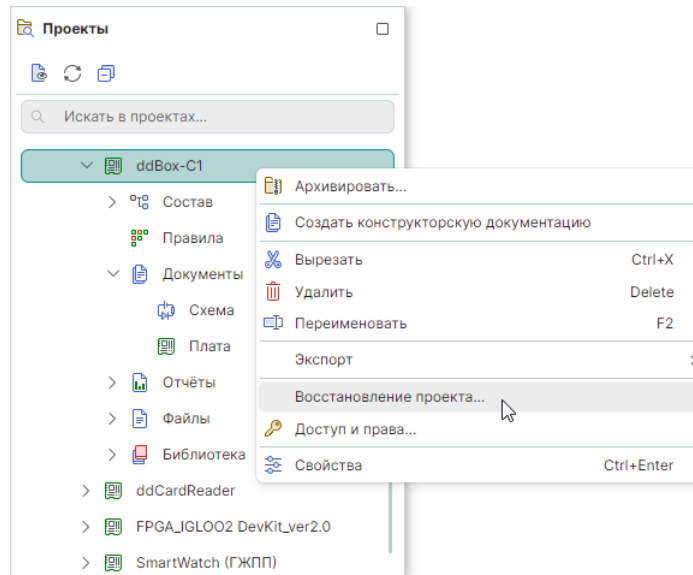 Проекты
Искать в проектах...
ddBox-C1
Состав
Правила
Документы
Схема
Плата
Отчёты
Файлы
Библиотека
ddCardReader
FPGA_IGLOO2 DevKit_ver2.0
SmartWatch (ГЖПП)
Архивировать...
Создать конструкторскую документацию
Вырезать Ctrl+X
Удалить Delete
Переименовать F2
Экспорт
Восстановление проекта...
Доступ и права...
Свойства Ctrl+Enter